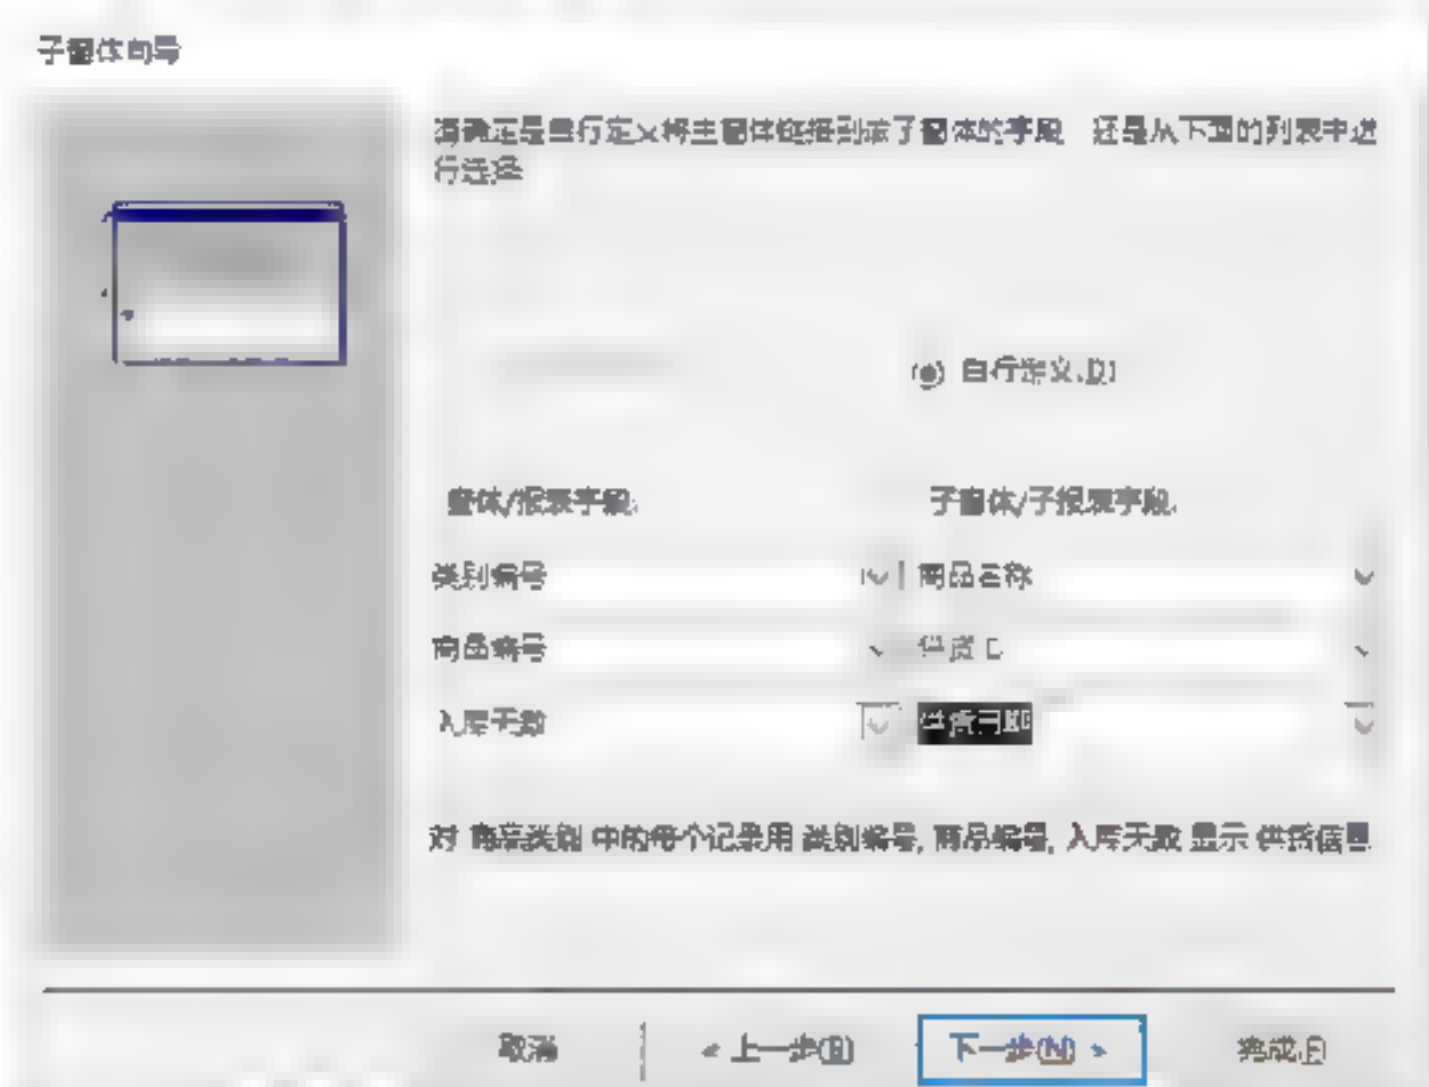 子窗体向导
请确定是自行定义将主窗体链接到该子窗体的字段 还是从下面的列表中进
行选择
自行定义(D)
窗体/报表字段: 子窗体/子报表字段:
类别编号 商品名称
商品编号 供货
入库天数 供货日期
对 商品类别 中的每个记录用 类别编号, 商品编号, 入库天数 显示 供货信息
取消 < 上一步(B) 下一步(N) > 完成(F)